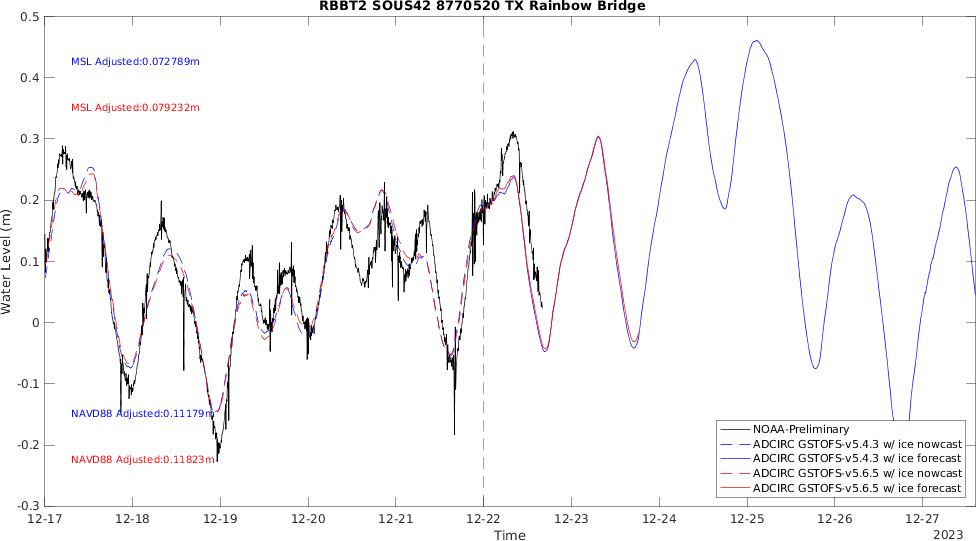 RBBT2 SOUS42 8770520 TX Rainbow Bridge
0.5
0.4
0.3
0.2
0.1
0
-0.1
-0.2
-0.3
Water Level (m)
MSL Adjusted:0.072789m
MSL Adjusted:0.079232m
NAVD88 Adjusted:0.11179m
NAVD88 Adjusted:0.11823m
NOAA-Preliminary
ADCIRC GSTOFS-v5.4.3 w/ ice nowcast
ADCIRC GSTOFS-v5.4.3 w/ ice forecast
ADCIRC GSTOFS-v5.6.5 w/ ice nowcast
ADCIRC GSTOFS-v5.6.5 w/ ice forecast
12-17 12-18 12-19 12-20 12-21 12-22 12-23 12-24 12-25 12-26 12-27
Time
2023